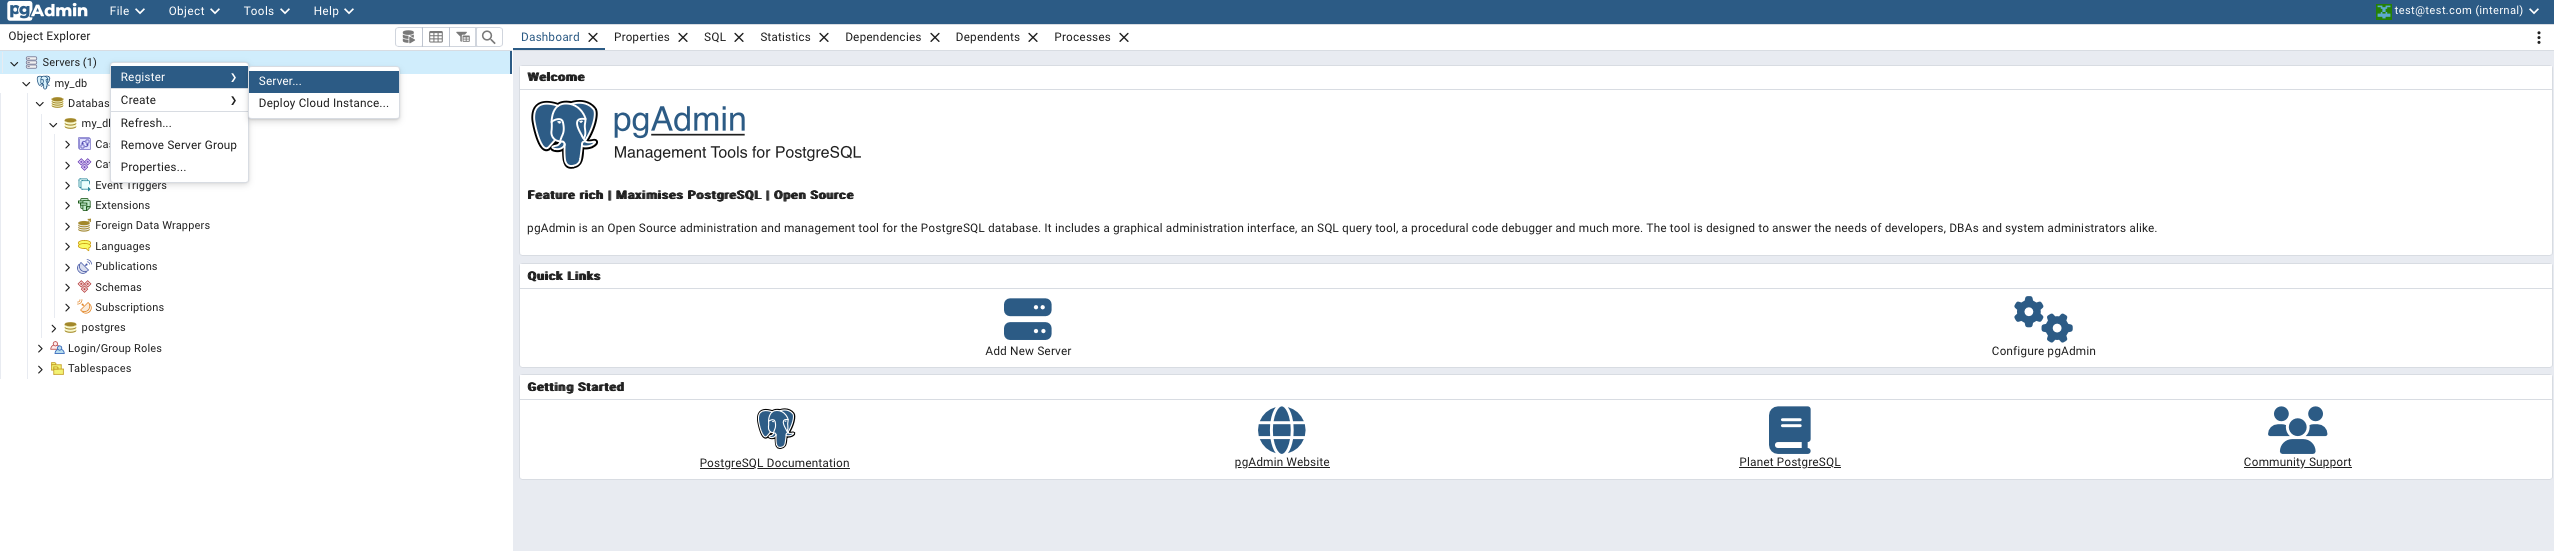 pgAdmin File Object Tools Help test@test.com (internal)
Object Explorer
Dashboard Properties SQL Statistics Dependencies Dependents Processes
Servers (1)
my_db
Databas
my_d
Ca
Cat
Event Triggers
Extensions
Foreign Data Wrappers
Languages
Publications
Schemas
Subscriptions
postgres
Login/Group Roles
Tablespaces
Register
Create
Refresh...
Remove Server Group
Properties...
Server...
Deploy Cloud Instance...
Welcome
pgAdmin
Management Tools for PostgreSQL
Feature rich | Maximises PostgreSQL | Open Source
pgAdmin is an Open Source administration and management tool for the PostgreSQL database. It includes a graphical administration interface, an SQL query tool, a procedural code debugger and much more. The tool is designed to answer the needs of developers, DBAs and system administrators alike.
Quick Links
Add New Server
Configure pgAdmin
Getting Started
PostgreSQL Documentation
pgAdmin Website
Planet PostgreSQL
Community Support